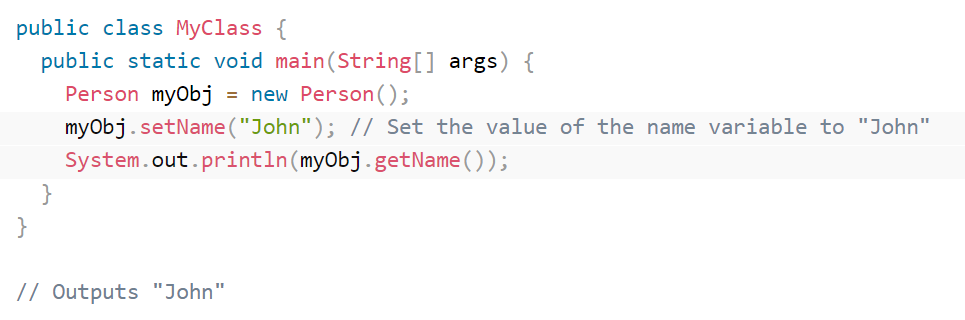 public class MyClass {
  public static void main(String[] args) {
    Person myObj = new Person();
    myObj.setName("John"); // Set the value of the name variable to "John"
    System.out.println(myObj.getName());
  }
}

// Outputs "John"